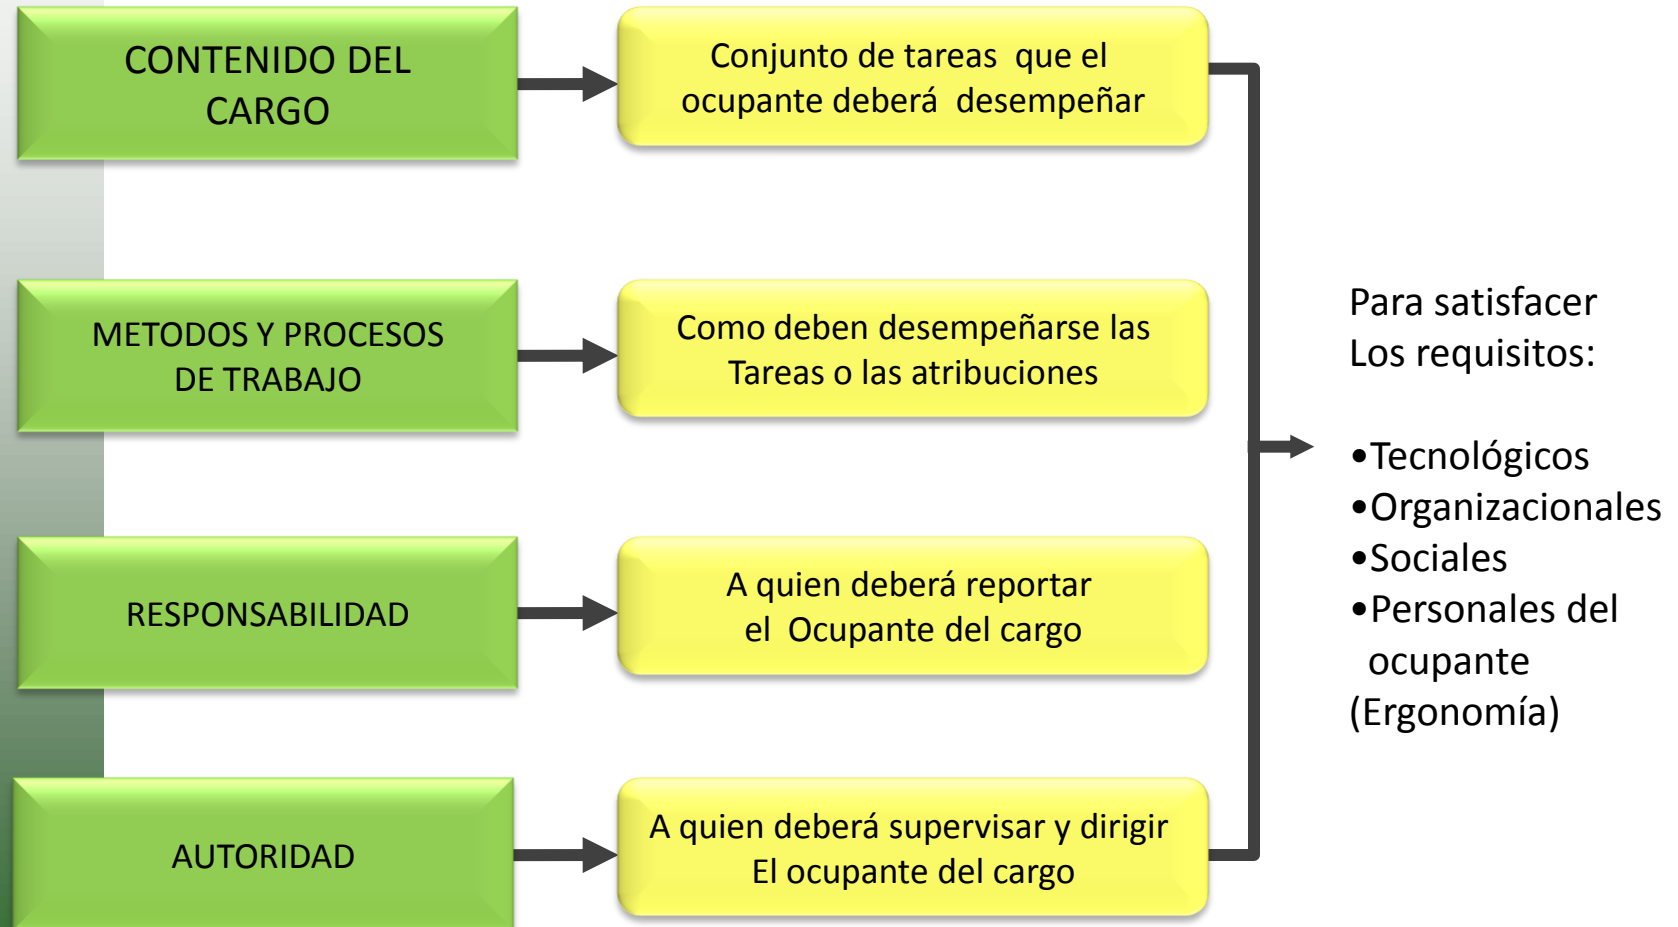 CONTENIDO DEL
CARGO
Conjunto de tareas que el
ocupante deberá desempeñar
METODOS Y PROCESOS
DE TRABAJO
Como deben desempeñarse las
Tareas o las atribuciones
RESPONSABILIDAD
A quien deberá reportar
el Ocupante del cargo
AUTORIDAD
A quien deberá supervisar y dirigir
El ocupante del cargo
Para satisfacer
Los requisitos:
•Tecnológicos
•Organizacionales
•Sociales
•Personales del
ocupante
(Ergonomía)